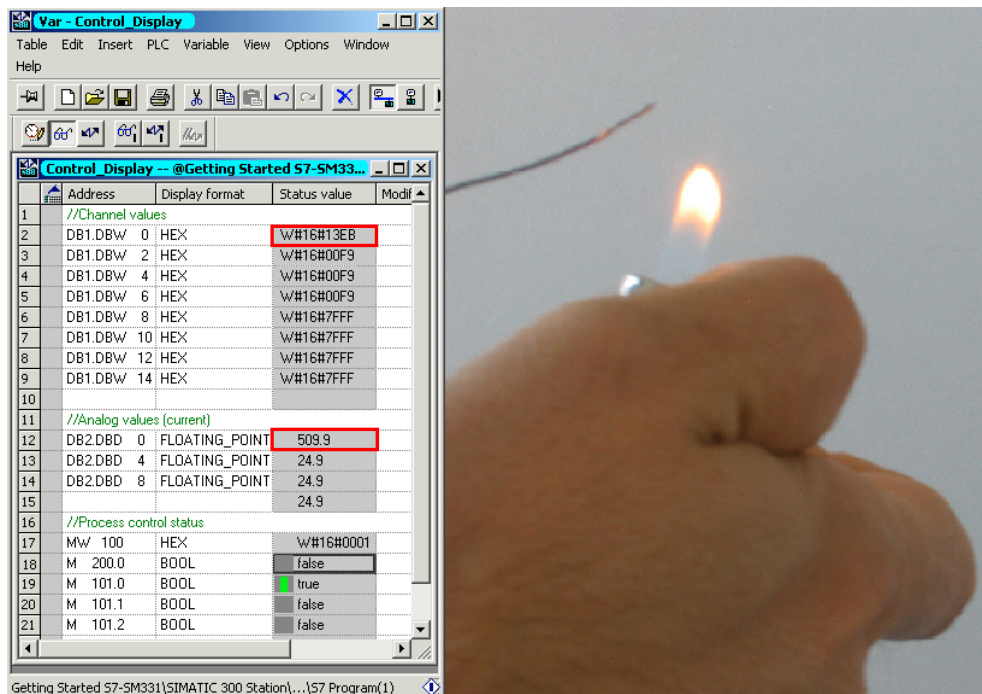 Var - Control_Display
Table Edit Insert PLC Variable View Options Window
Help
Control_Display -- @Getting Started S7-SM33...
Address Display format Status value Modif
1 //Channel values
2 DB1.DBW 0 HEX W#16#13EB
3 DB1.DBW 2 HEX W#16#00F9
4 DB1.DBW 4 HEX W#16#00F9
5 DB1.DBW 6 HEX W#16#00F9
6 DB1.DBW 8 HEX W#16#7FFF
7 DB1.DBW 10 HEX W#16#7FFF
8 DB1.DBW 12 HEX W#16#7FFF
9 DB1.DBW 14 HEX W#16#7FFF
10
11 //Analog values (current)
12 DB2.DBD 0 FLOATING_POINT 509.9
13 DB2.DBD 4 FLOATING_POINT 24.9
14 DB2.DBD 8 FLOATING_POINT 24.9
15 24.9
16 //Process control status
17 MW 100 HEX W#16#0001
18 M 200.0 BOOL false
19 M 101.0 BOOL true
20 M 101.1 BOOL false
21 M 101.2 BOOL false
Getting Started S7-SM331\SIMATIC 300 Station\...\S7 Program(1)